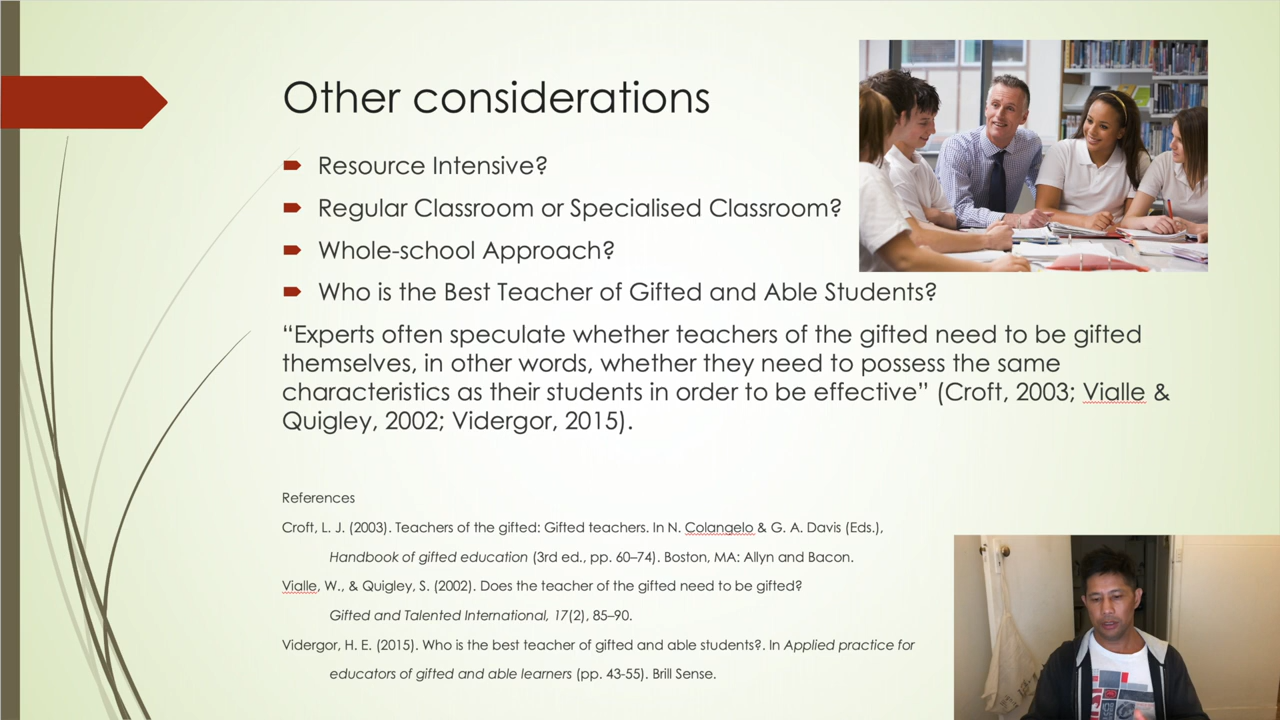 Other considerations
Resource Intensive?
Regular Classroom or Specialised Classroom?
Whole-school Approach?
Who is the Best Teacher of Gifted and Able Students?
“Experts often speculate whether teachers of the gifted need to be gifted
themselves, in other words, whether they need to possess the same
characteristics as their students in order to be effective” (Croft, 2003; Vialle &
Quigley, 2002; Vidergor, 2015).
References
Croft, L. J. (2003). Teachers of the gifted: Gifted teachers. In N. Colangelo & G. A. Davis (Eds.),
Handbook of gifted education (3rd ed., pp. 60–74). Boston, MA: Allyn and Bacon.
Vialle, W., & Quigley, S. (2002). Does the teacher of the gifted need to be gifted?
Gifted and Talented International, 17(2), 85–90.
Vidergor, H. E. (2015). Who is the best teacher of gifted and able students?. In Applied practice for
educators of gifted and able learners (pp. 43-55). Brill Sense.